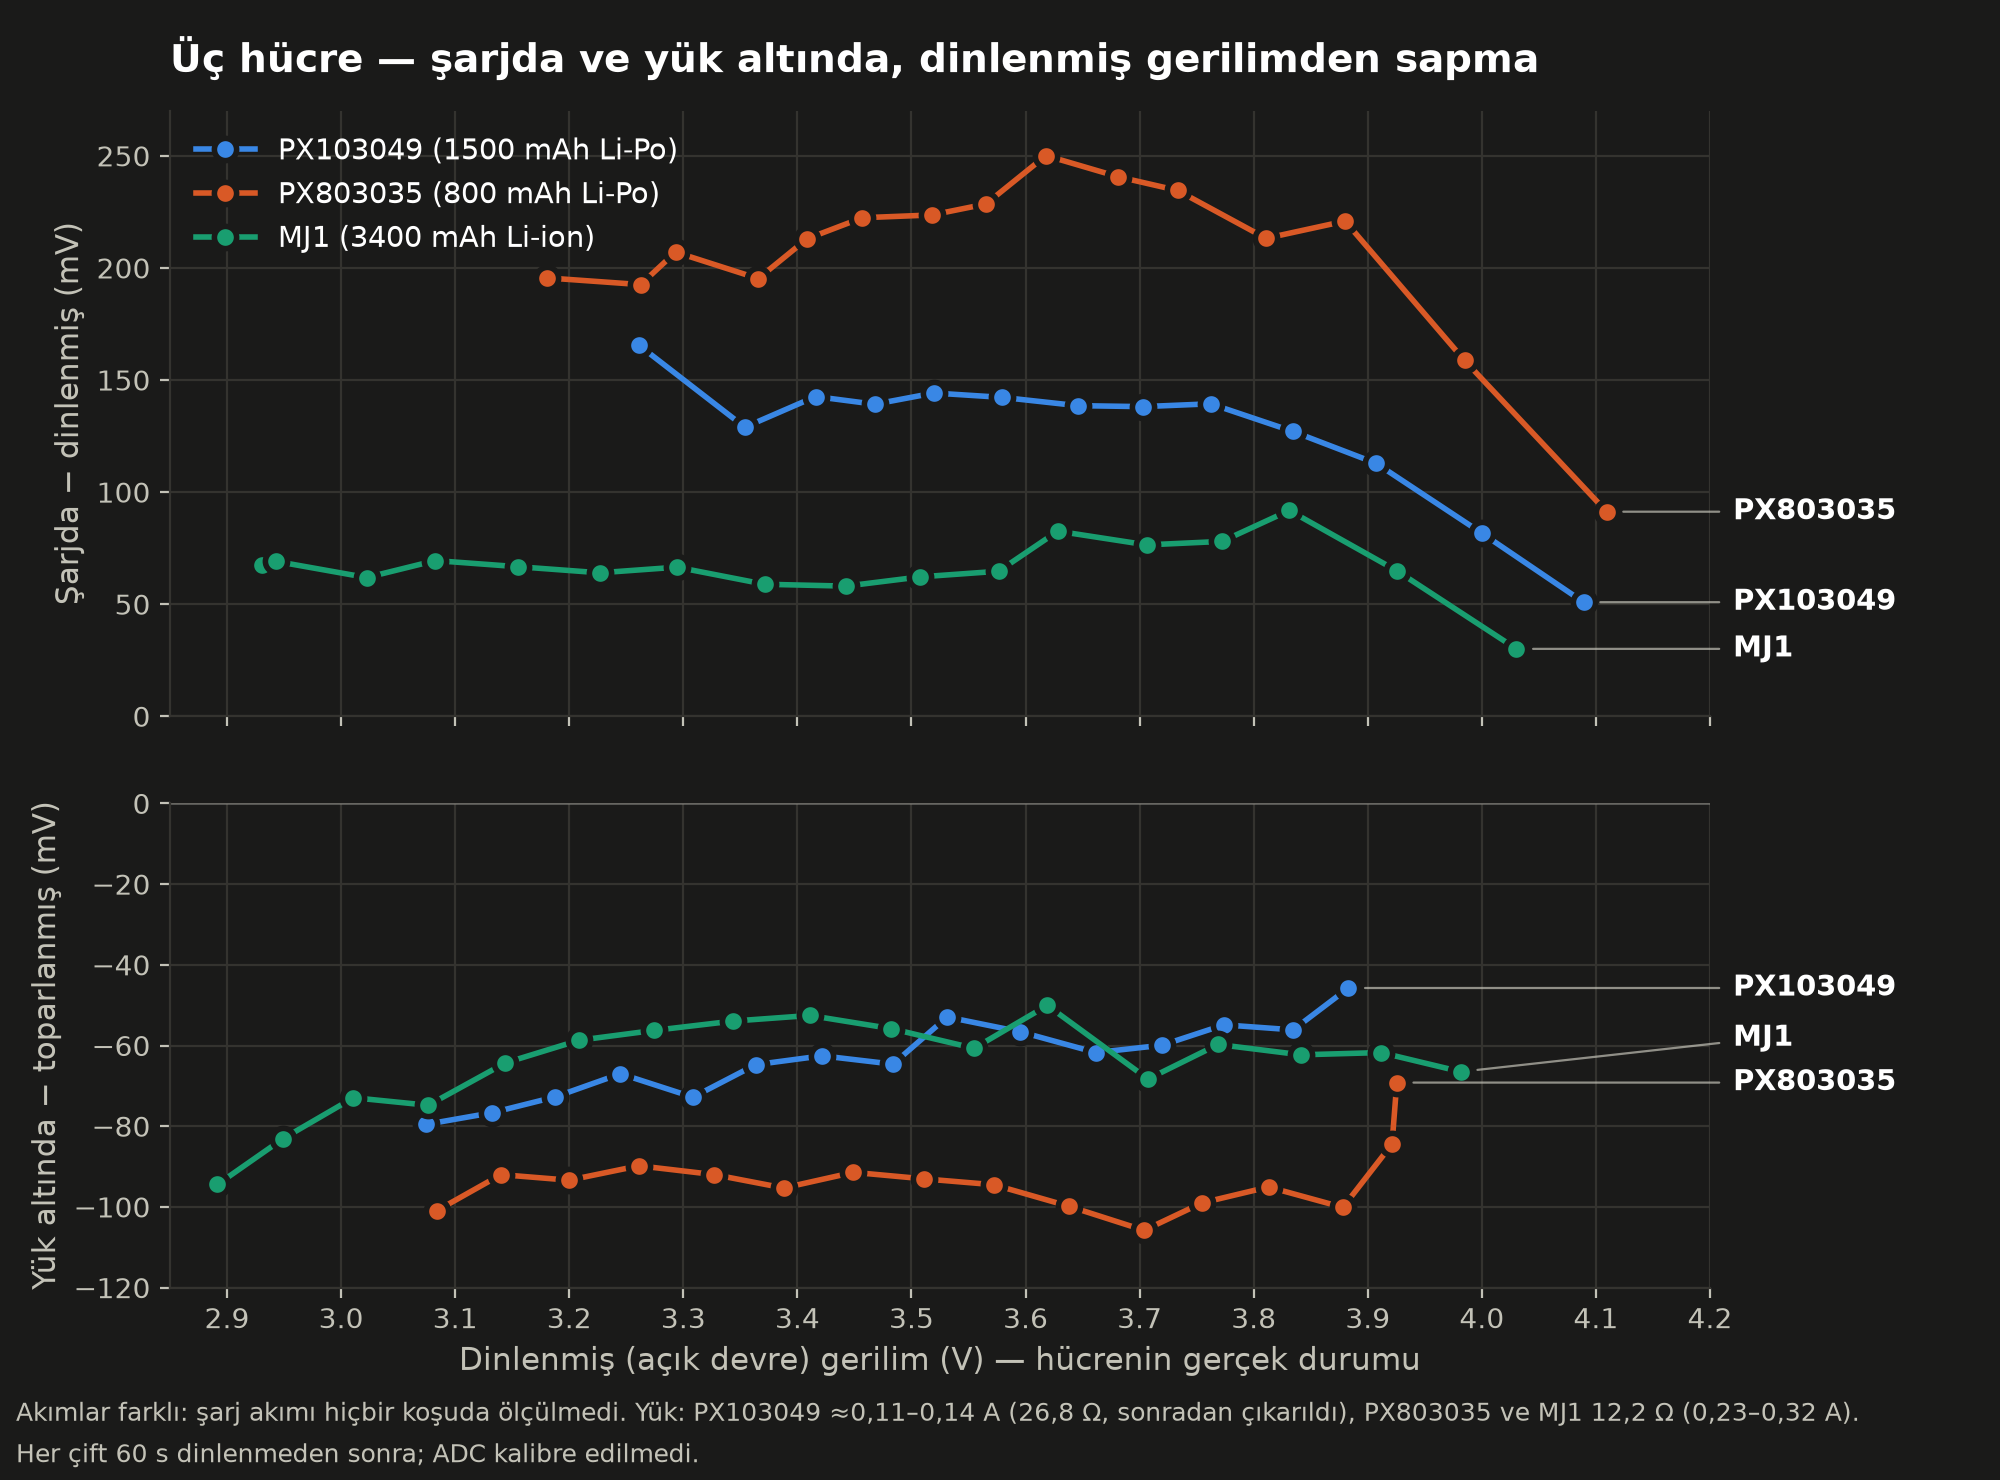 Üç hücre — şarjda ve yük altında, dinlenmiş gerilimden sapma
PX103049 (1500 mAh Li-Po)
PX803035 (800 mAh Li-Po)
MJ1 (3400 mAh Li-ion)
Şarjda — dinlenmiş (mV)
250
200
150
100
50
0
PX803035
PX103049
MJ1
Yük altında — toparlanmış (mV)
0
−20
−40
−60
−80
−100
−120
PX103049
MJ1
PX803035
2.9 3.0 3.1 3.2 3.3 3.4 3.5 3.6 3.7 3.8 3.9 4.0 4.1 4.2
Dinlenmiş (açık devre) gerilim (V) — hücrenin gerçek durumu
Akımlar farklı: şarj akımı hiçbir koşuda ölçülmedi. Yük: PX103049 ≈0,11–0,14 A (26,8 Ω, sonradan çıkarıldı), PX803035 ve MJ1 12,2 Ω (0,23–0,32 A).
Her çift 60 s dinlenmeden sonra; ADC kalibre edilmedi.